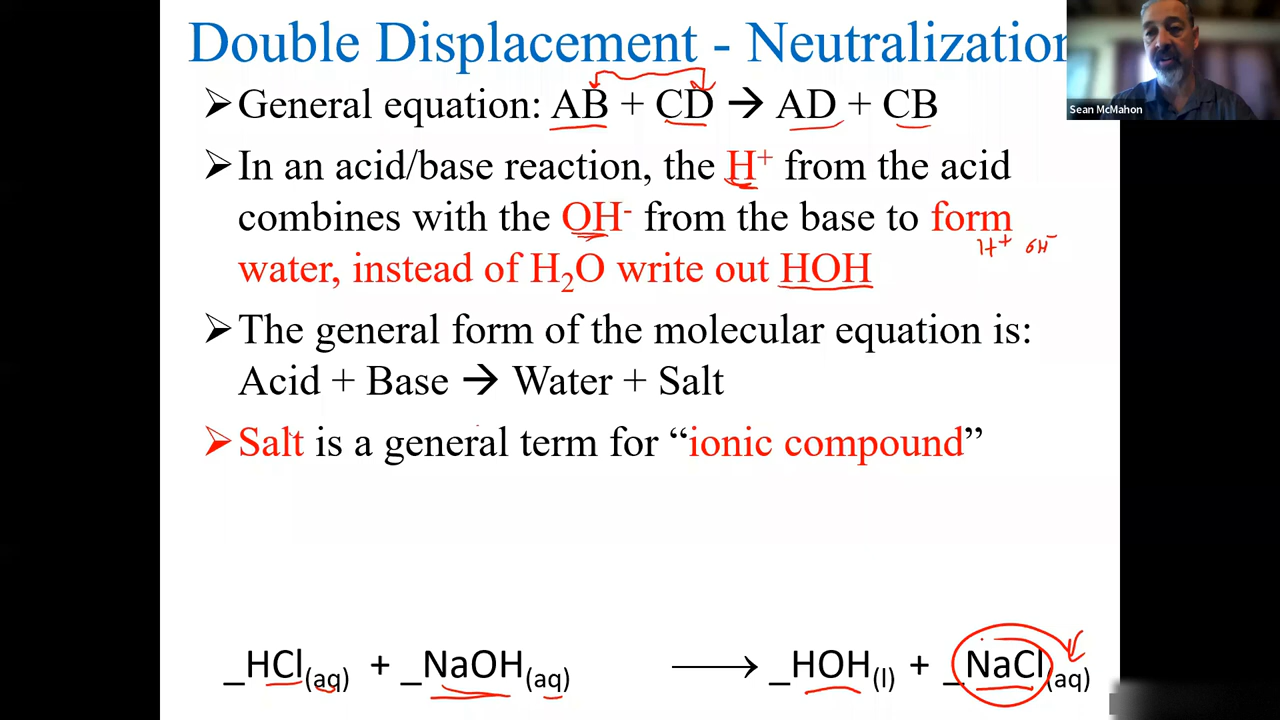 Double Displacement - Neutralization
Sean McMahon
➢General equation: AB + CD → AD + CB
➢In an acid/base reaction, the H⁺ from the acid
combines with the OH⁻ from the base to form
H⁺ OH⁻
water, instead of H₂O write out HOH
➢The general form of the molecular equation is:
Acid + Base → Water + Salt
➢Salt is a general term for “ionic compound”
_HCl(aq) + _NaOH(aq) ⟶ _HOH(l) + _NaCl(aq)